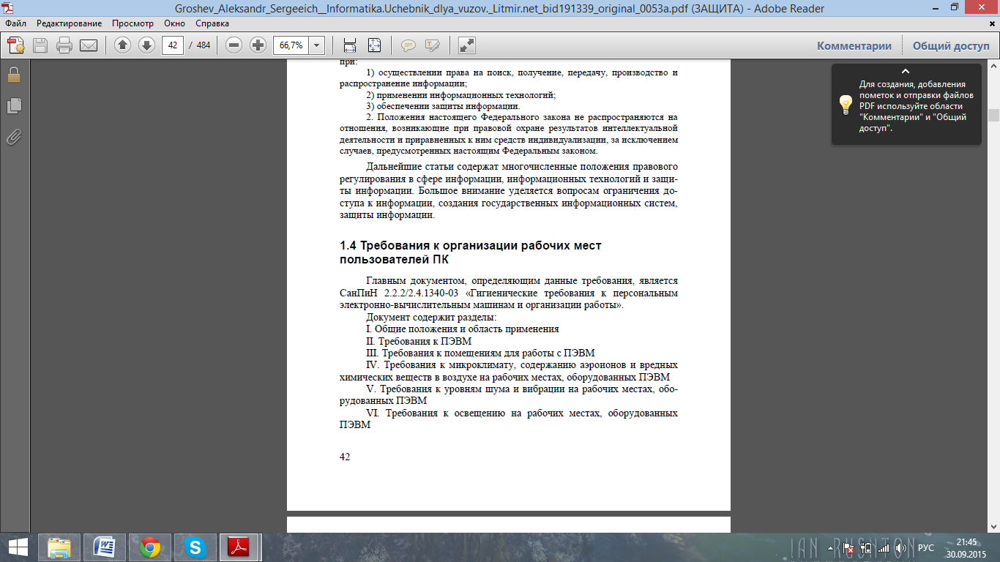 Groshev_Aleksandr_Sergeeich__Informatika.Uchebnik_dlya_vuzov._Litmir.net_bid191339_original_0053a.pdf (ЗАЩИТА) - Adobe Reader
Файл Редактирование Просмотр Окно Справка
42 / 484 66,7% Комментарии Общий доступ
Для создания, добавления
пометок и отправки файлов
PDF используйте области
"Комментарии" и "Общий
доступ".
при:
1) осуществлении права на поиск, получение, передачу, производство и
распространение информации;
2) применении информационных технологий;
3) обеспечении защиты информации.
2. Положения настоящего Федерального закона не распространяются на
отношения, возникающие при правовой охране результатов интеллектуальной
деятельности и приравненных к ним средств индивидуализации, за исключением
случаев, предусмотренных настоящим Федеральным законом.
Дальнейшие статьи содержат многочисленные положения правового
регулирования в сфере информации, информационных технологий и защи-
ты информации. Большое внимание уделяется вопросам ограничения до-
ступа к информации, создания государственных информационных систем,
защиты информации.
1.4 Требования к организации рабочих мест
пользователей ПК
Главным документом, определяющим данные требования, является
СанПиН 2.2.2/2.4.1340-03 «Гигиенические требования к персональным
электронно-вычислительным машинам и организации работы».
Документ содержит разделы:
I. Общие положения и область применения
II. Требования к ПЭВМ
III. Требования к помещениям для работы с ПЭВМ
IV. Требования к микроклимату, содержанию аэроионов и вредных
химических веществ в воздухе на рабочих местах, оборудованных ПЭВМ
V. Требования к уровням шума и вибрации на рабочих местах, обо-
рудованных ПЭВМ
VI. Требования к освещению на рабочих местах, оборудованных
ПЭВМ
42
IAN RUSHTON
РУС
21:45
30.09.2015